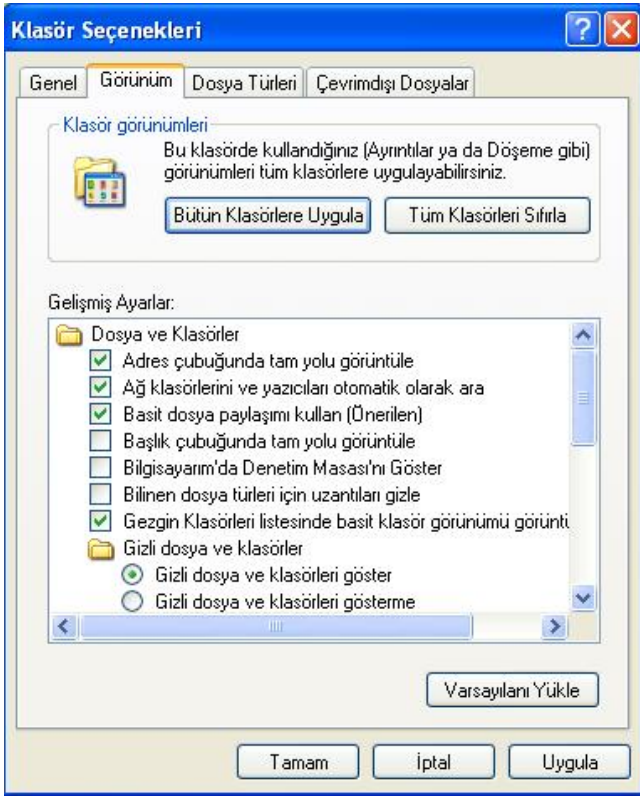 Klasör Seçenekleri
Genel
Görünüm
Dosya Türleri
Çevrimdışı Dosyalar
Klasör görünümleri
Bu klasörde kullandığınız (Ayrıntılar ya da Döşeme gibi)
görünümleri tüm klasörlere uygulayabilirsiniz.
Bütün Klasörlere Uygula
Tüm Klasörleri Sıfırla
Gelişmiş Ayarlar:
Dosya ve Klasörler
Adres çubuğunda tam yolu görüntüle
Ağ klasörlerini ve yazıcıları otomatik olarak ara
Basit dosya paylaşımı kullan (Önerilen)
Başlık çubuğunda tam yolu görüntüle
Bilgisayarım'da Denetim Masası'nı Göster
Bilinen dosya türleri için uzantıları gizle
Gezgin Klasörleri listesinde basit klasör görünümü görüntü
Gizli dosya ve klasörler
Gizli dosya ve klasörleri göster
Gizli dosya ve klasörleri gösterme
Varsayılanı Yükle
Tamam
İptal
Uygula